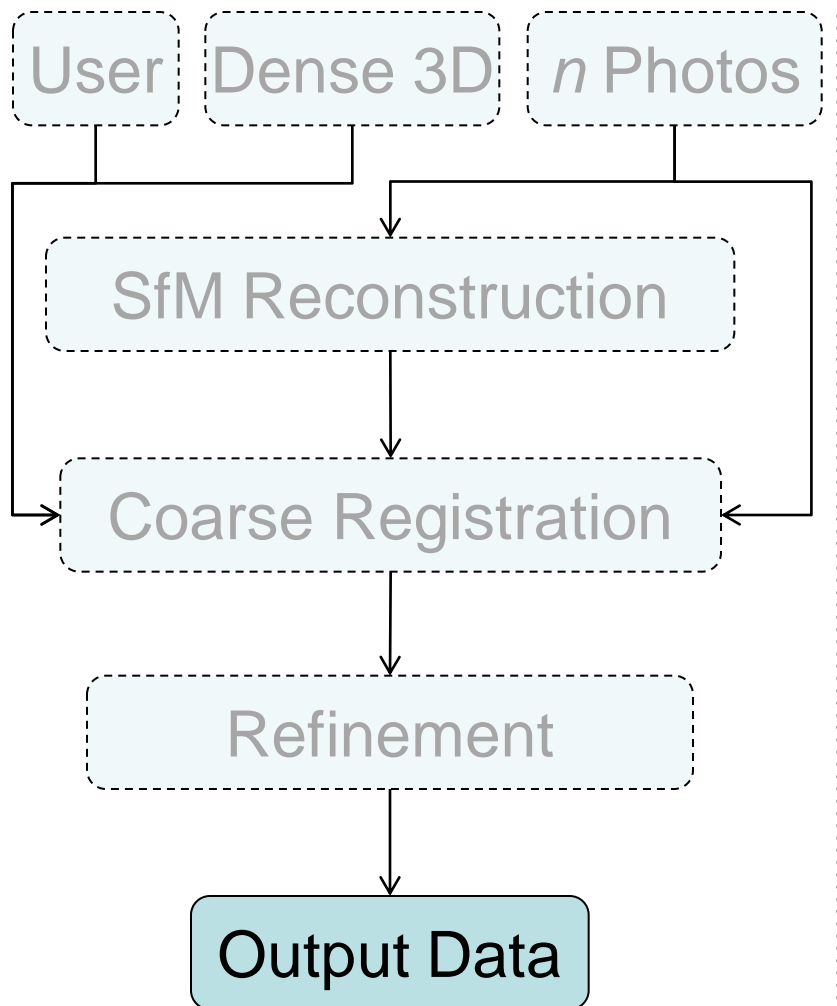 User
Dense 3D
n Photos
SfM Reconstruction
Coarse Registration
Refinement
Output Data